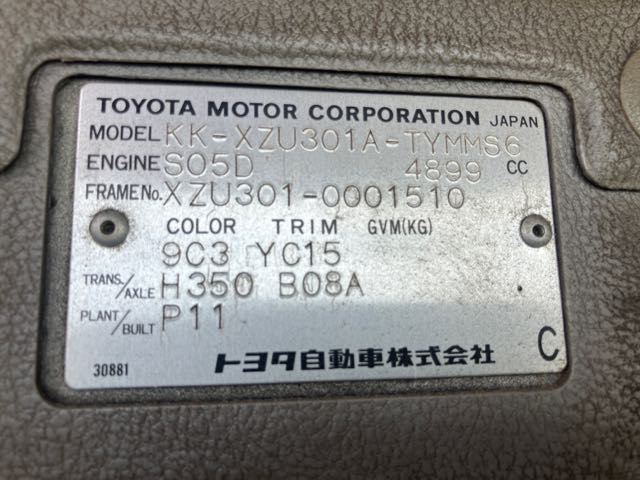 TOYOTA MOTOR CORPORATION JAPAN
MODEL KK-XZU301A-TYMMS6
ENGINE S05D 4899 CC
FRAME No. XZU301-0001510
COLOR TRIM GVM(KG)
9C3 YC15
TRANS./AXLE H350 B08A
PLANT/BUILT P11
30881 トヨタ自動車株式会社 C